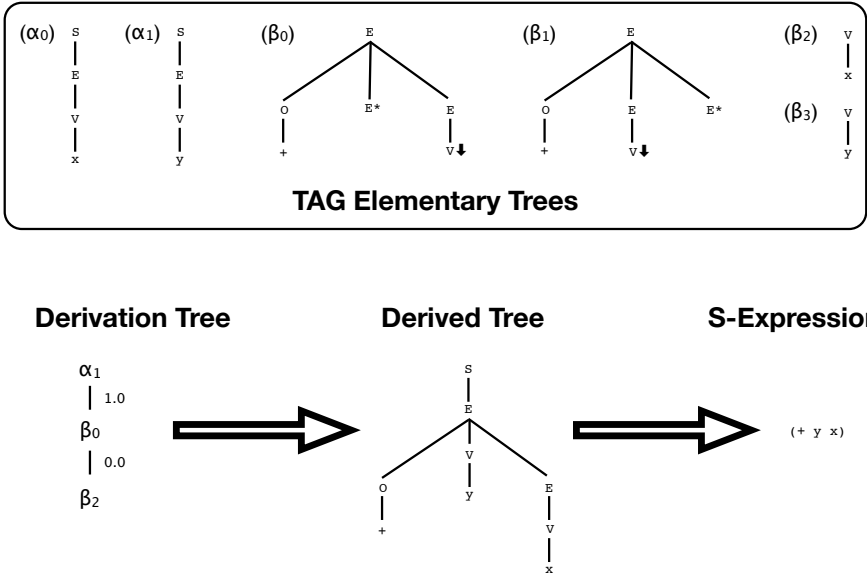 (α0) S (α1) S (β0) E (β1) E (β2) V
E E x
O E* E O E E* (β3) V
V V + V⬇ + V⬇ y
x y
TAG Elementary Trees
Derivation Tree Derived Tree S-Expression
α1 S
1.0
β0 E (+ y x)
0.0 V
β2 O y E
+ V
x